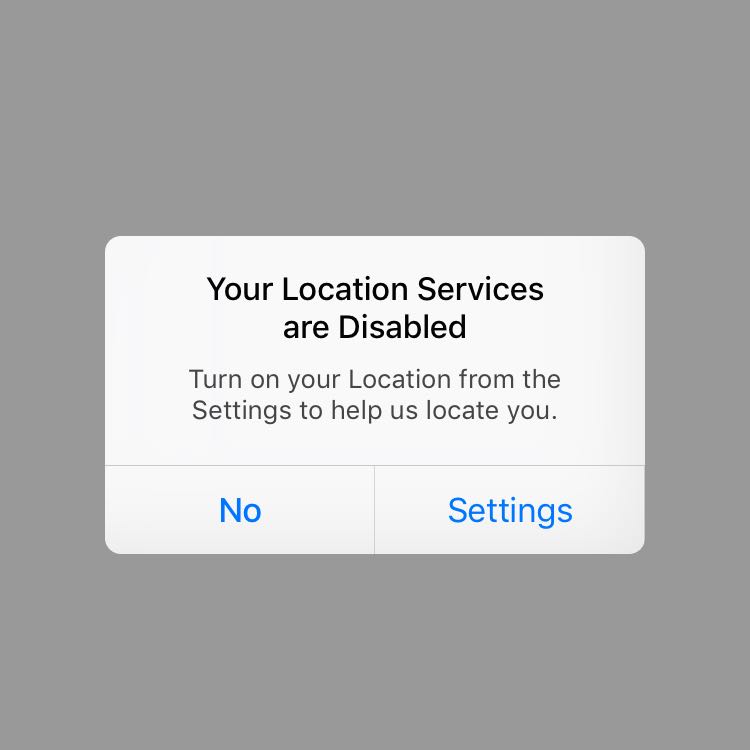 Your Location Services
are Disabled
Turn on your Location from the
Settings to help us locate you.
No
Settings